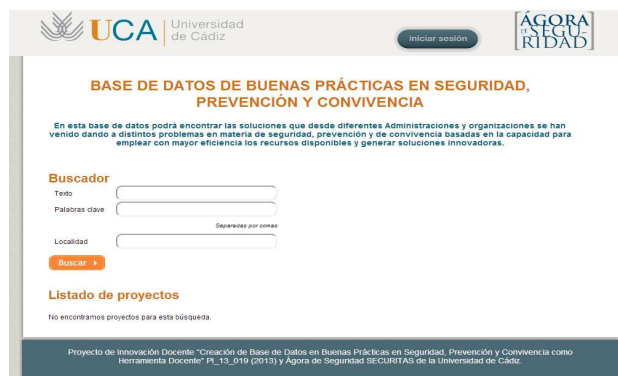 UCA
Universidad
de Cádiz
iniciar sesión
ÁGORA
DE SEGU-
RIDAD
BASE DE DATOS DE BUENAS PRÁCTICAS EN SEGURIDAD,
PREVENCIÓN Y CONVIVENCIA
En esta base de datos podrá encontrar las soluciones que desde diferentes Administraciones y organizaciones se han
venido dando a distintos problemas en materia de seguridad, prevención y de convivencia basadas en la capacidad para
emplear con mayor eficiencia los recursos disponibles y generar soluciones innovadoras.
Buscador
Texto
Palabras clave
Separadas por comas
Localidad
Buscar
Listado de proyectos
No encontramos proyectos para esta búsqueda.
Proyecto de Innovación Docente "Creación de Base de Datos en Buenas Prácticas en Seguridad, Prevención y Convivencia como
Herramienta Docente" PI_13_019 (2013) y Ágora de Seguridad SECURITAS de la Universidad de Cádiz.